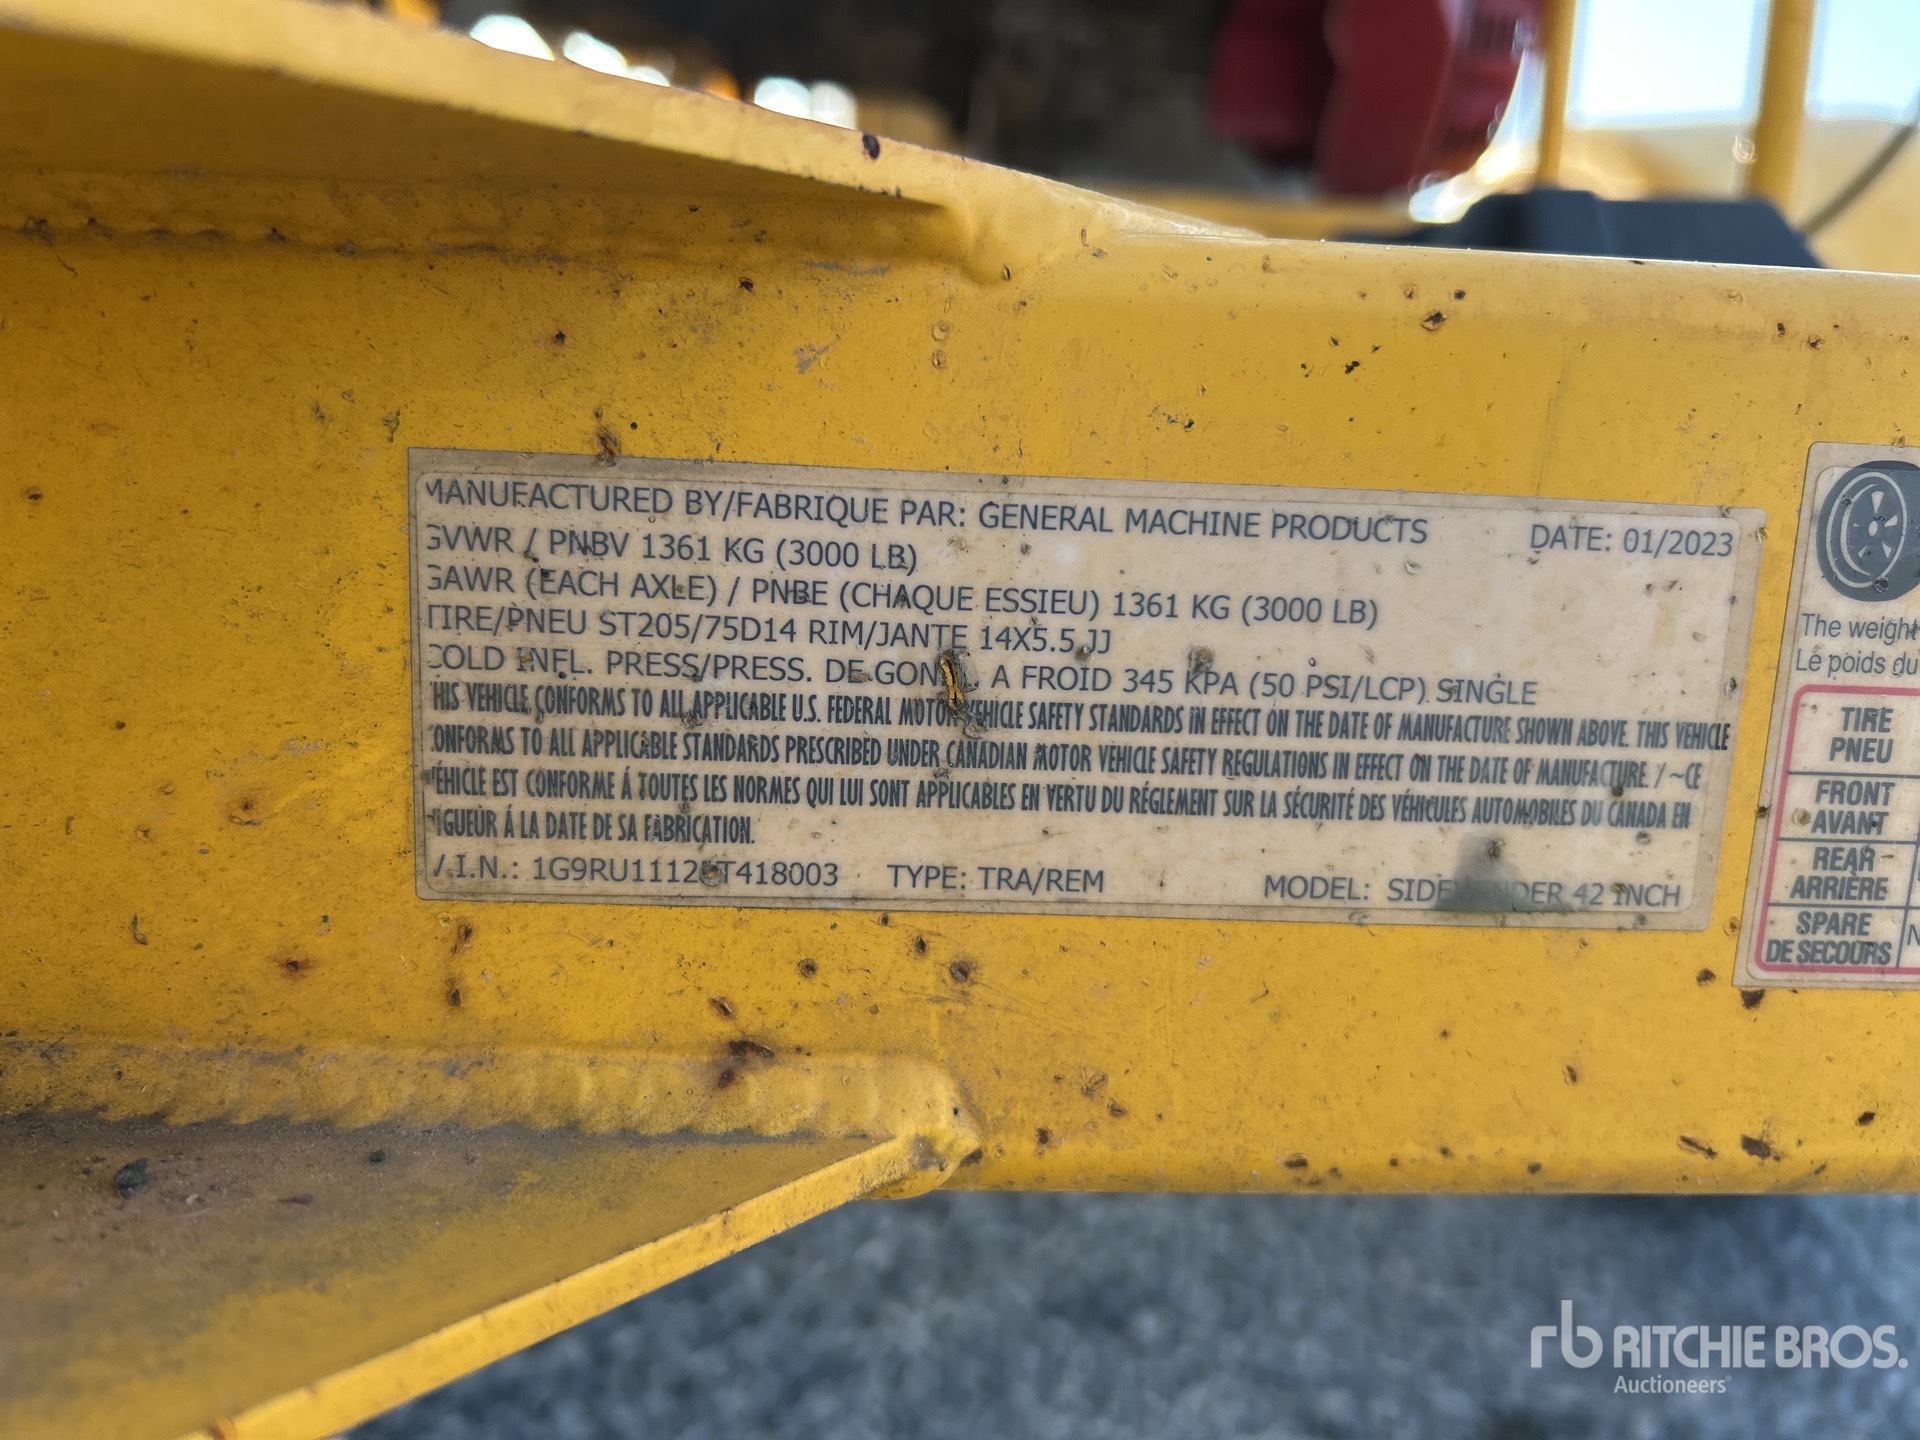 MANUFACTURED BY/FABRIQUE PAR: GENERAL MACHINE PRODUCTS DATE: 01/2023
GVWR / PNBV 1361 KG (3000 LB)
GAWR (EACH AXLE) / PNBE (CHAQUE ESSIEU) 1361 KG (3000 LB)
TIRE/PNEU ST205/75D14 RIM/JANTE 14X5.5 JJ
COLD INFL. PRESS/PRESS. DE GONFL. A FROID 345 KPA (50 PSI/LCP) SINGLE
THIS VEHICLE CONFORMS TO ALL APPLICABLE U.S. FEDERAL MOTOR VEHICLE SAFETY STANDARDS IN EFFECT ON THE DATE OF MANUFACTURE SHOWN ABOVE. THIS VEHICLE
CONFORMS TO ALL APPLICABLE STANDARDS PRESCRIBED UNDER CANADIAN MOTOR VEHICLE SAFETY REGULATIONS IN EFFECT ON THE DATE OF MANUFACTURE. / ~CE
VÉHICLE EST CONFORME Á TOUTES LES NORMES QUI LUI SONT APPLICABLES EN VERTU DU RÉGLEMENT SUR LA SÉCURITÉ DES VÉHICULES AUTOMOBILES DU CANADA EN
VIGUEUR Á LA DATE DE SA FABRICATION.
V.I.N.: TYPE: TRA/REM MODEL: 42 INCH
The weight
Le poids du
TIRE
PNEU
FRONT
AVANT
REAR
ARRIÈRE
SPARE
DE SECOURS
rb RITCHIE BROS.
Auctioneers